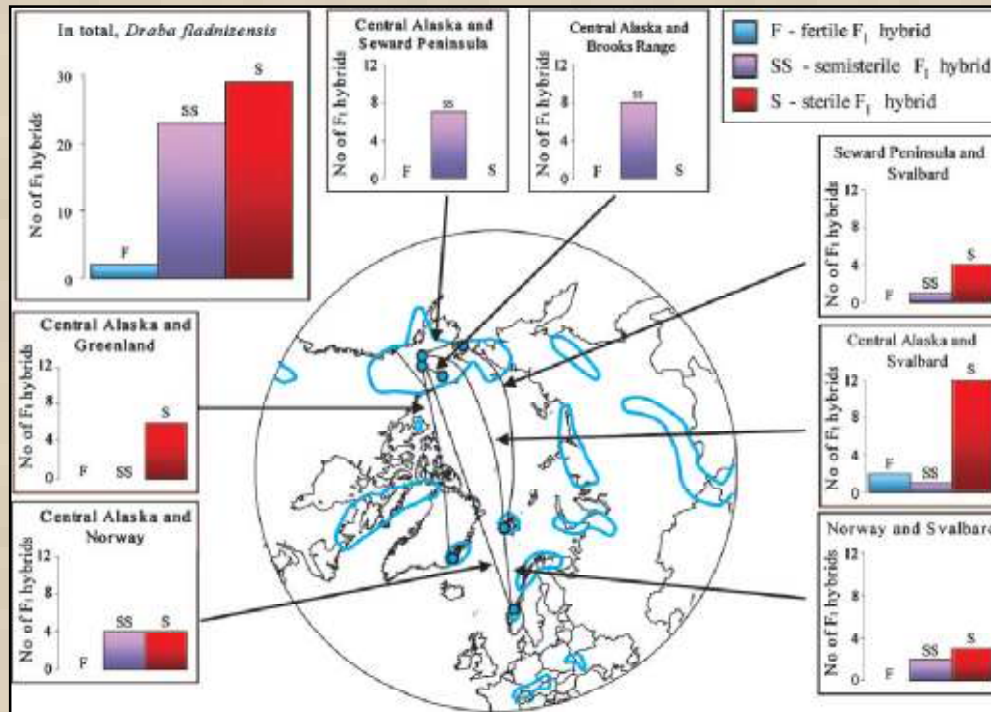 In total, Draba fladnizensis
No of F1 hybrids
30
20
10
0
F
SS
S
Central Alaska and
Seward Peninsula
No of F1 hybrids
12
8
4
0
F
SS
S
Central Alaska and
Brooks Range
No of F1 hybrids
12
8
4
0
F
SS
S
F - fertile F1 hybrid
SS - semisterile F1 hybrid
S - sterile F1 hybrid
Seward Peninsula and
Svalbard
No of F1 hybrids
12
8
4
0
F
SS
S
Central Alaska and
Greenland
No of F1 hybrids
12
8
4
0
F
SS
S
Central Alaska and
Svalbard
No of F1 hybrids
12
8
4
0
F
SS
S
Central Alaska and
Norway
No of F1 hybrids
12
8
4
0
F
SS
S
Norway and Svalbard
No of F1 hybrids
12
8
4
0
F
SS
S